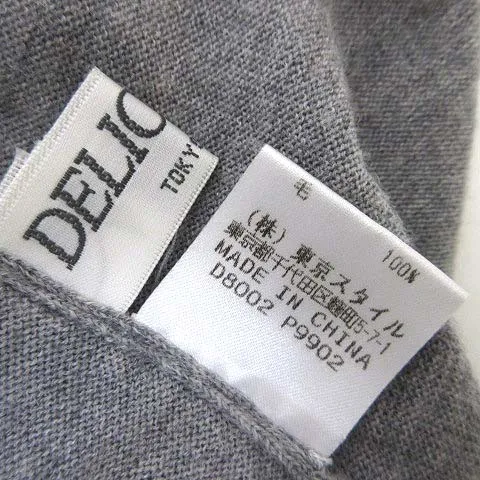 DELIC
TOKY
毛 100%
(株)東京スタイル
東京都千代田区麹町5-7-1
MADE IN CHINA
D8002 P9902